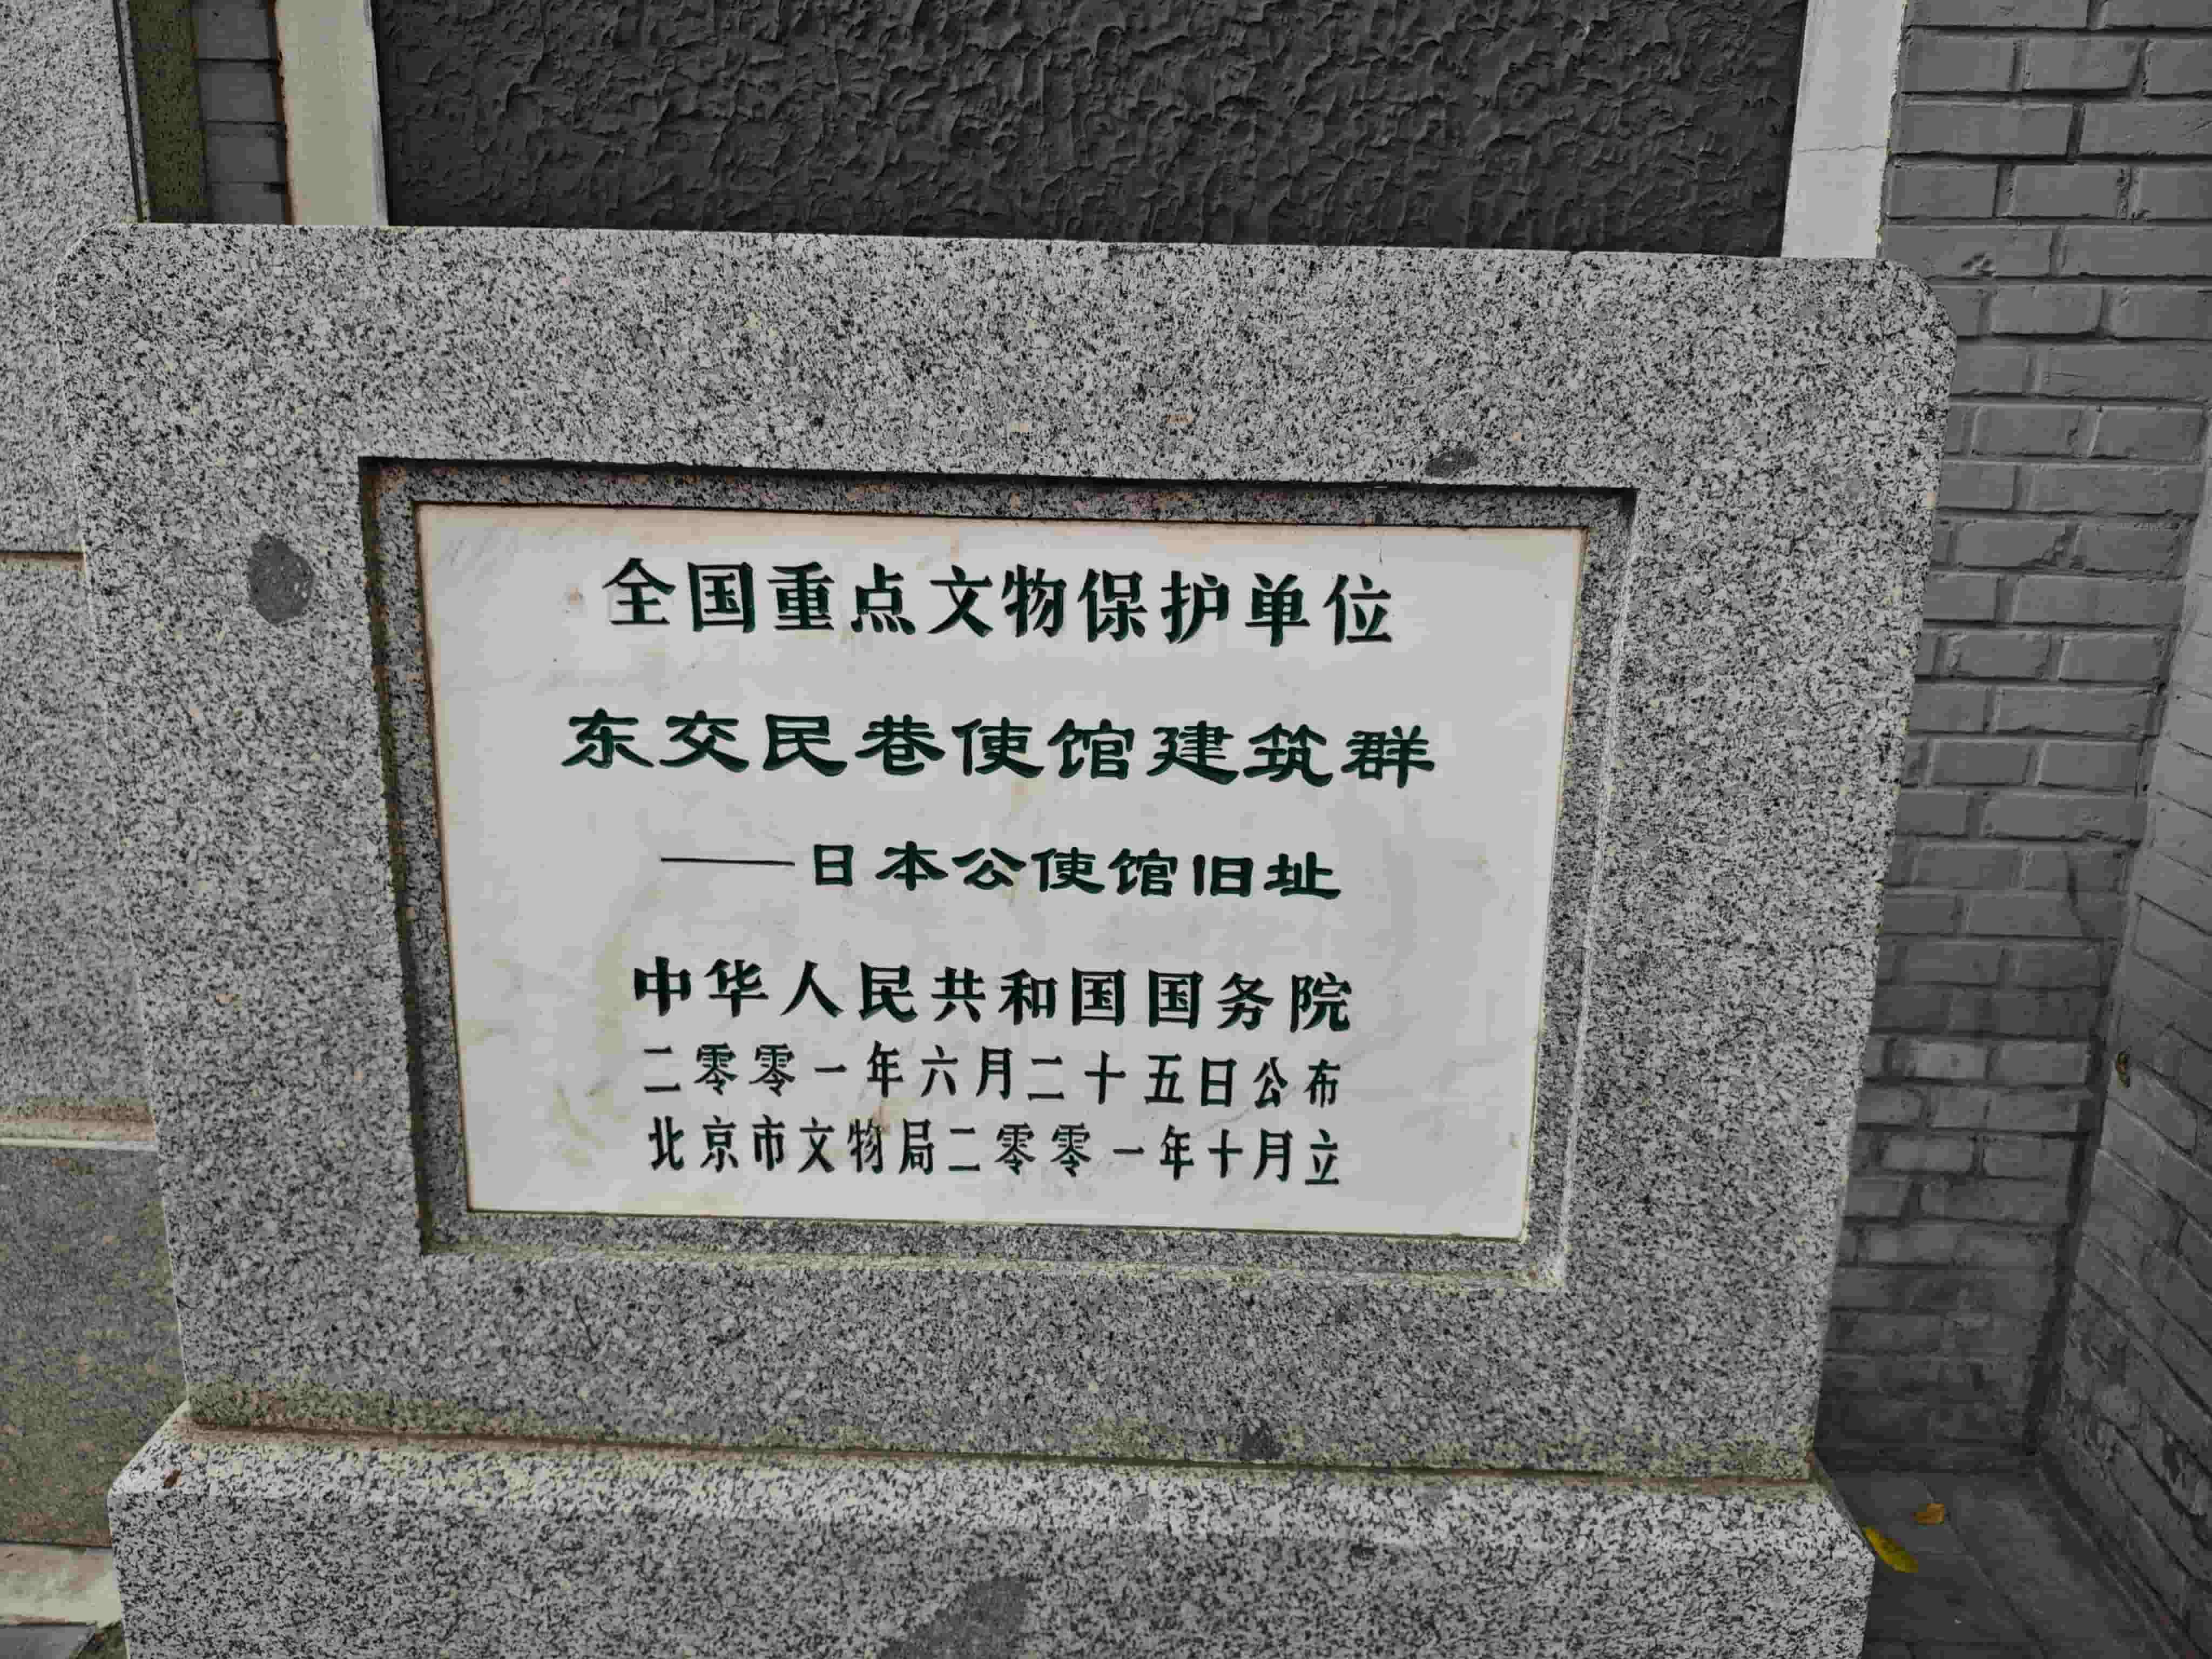 全国重点文物保护单位
东交民巷使馆建筑群
——日本公使馆旧址
中华人民共和国国务院
二零零一年六月二十五日公布
北京市文物局二零零一年十月立